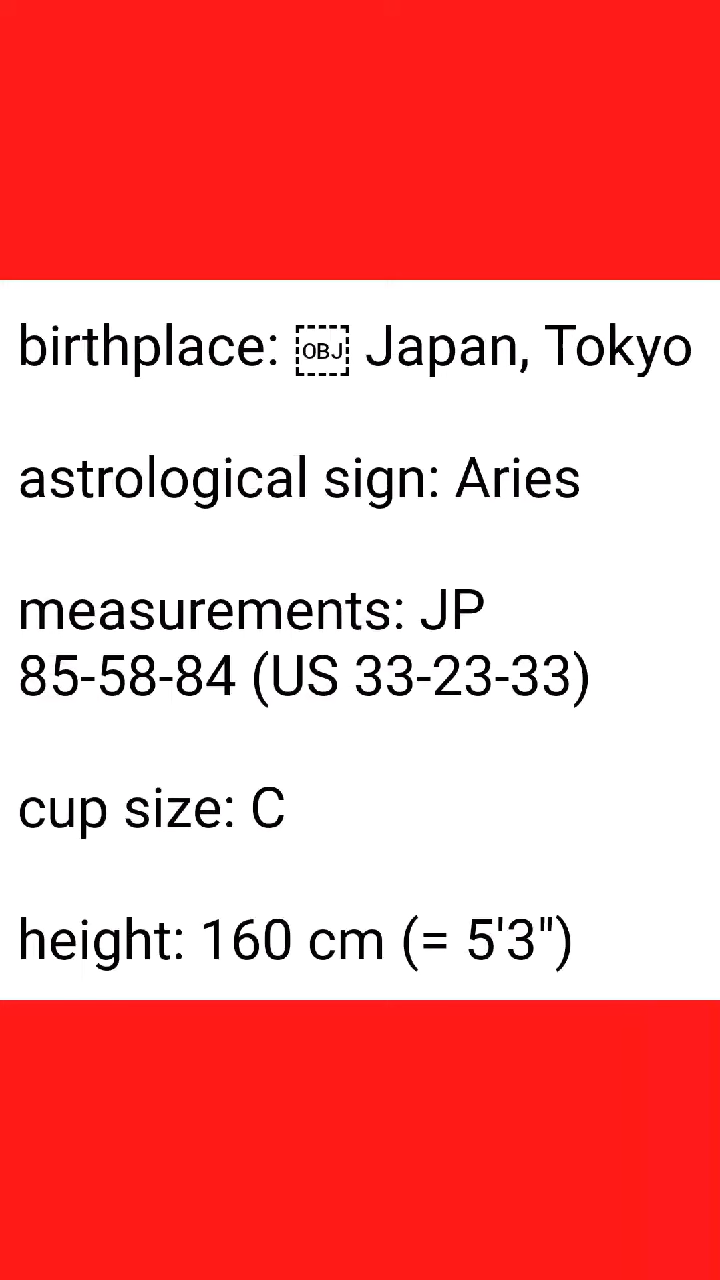 birthplace: ￼ Japan, Tokyo
astrological sign: Aries
measurements: JP
85-58-84 (US 33-23-33)
cup size: C
height: 160 cm (= 5'3")